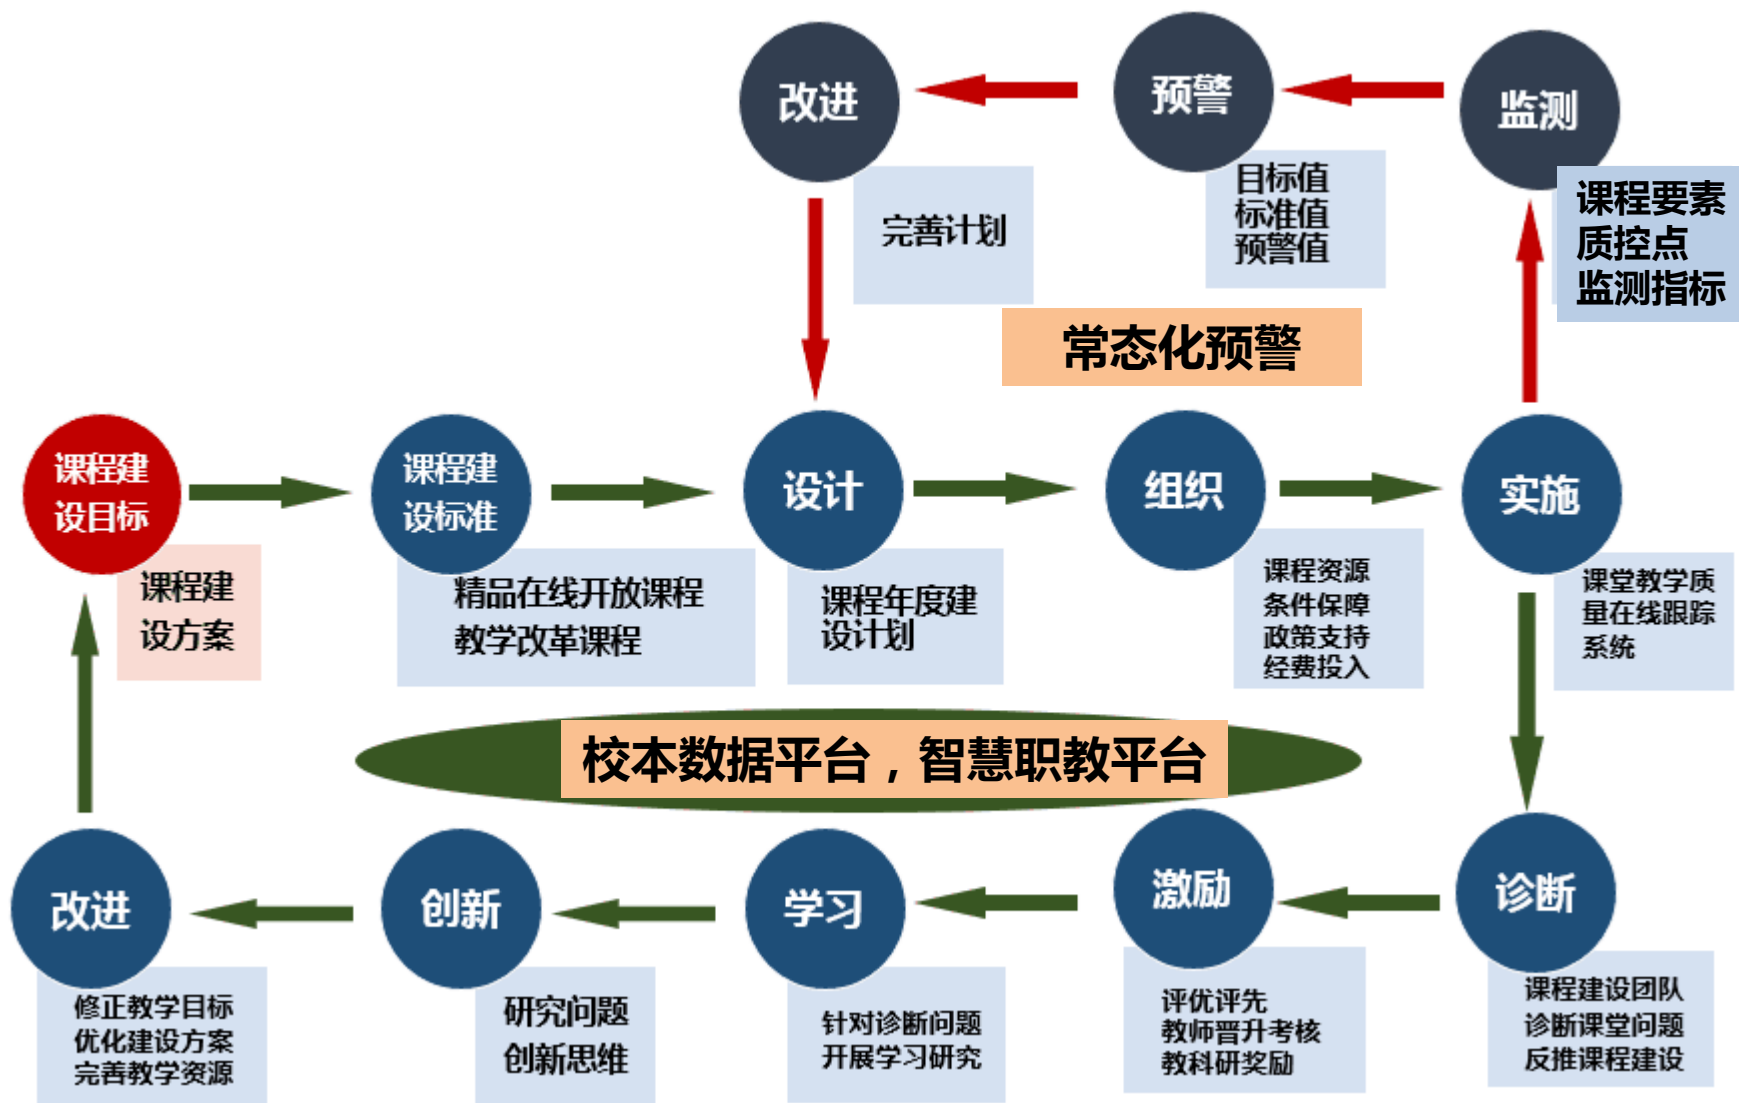 改进
预警
监测
完善计划
目标值
标准值
预警值
课程要素
质控点
监测指标
常态化预警
课程建
设目标
课程建
设标准
设计
组织
实施
课程建
设方案
精品在线开放课程
教学改革课程
课程年度建
设计划
课程资源
条件保障
政策支持
经费投入
课堂教学质
量在线跟踪
系统
校本数据平台，智慧职教平台
改进
创新
学习
激励
诊断
修正教学目标
优化建设方案
完善教学资源
研究问题
创新思维
针对诊断问题
开展学习研究
评优评先
教师晋升考核
教科研奖励
课程建设团队
诊断课堂问题
反推课程建设